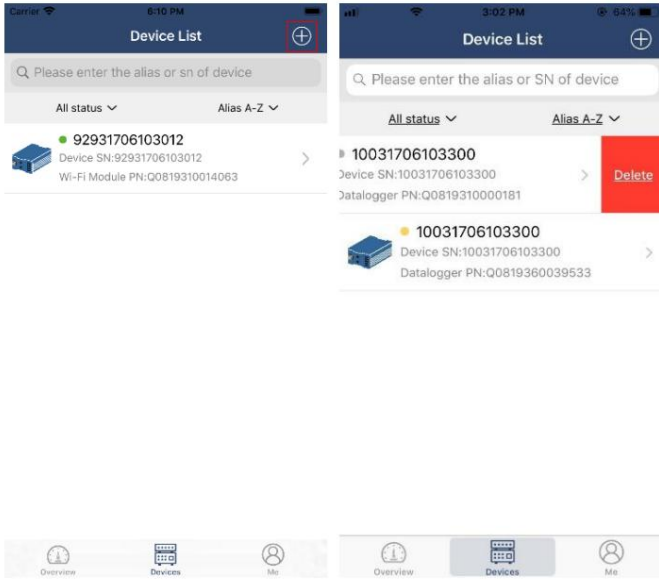 Carrier 6:10 PM
Device List
Please enter the alias or sn of device
All status Alias A-Z
92931706103012
Device SN:92931706103012
Wi-Fi Module PN:Q0819310014063
Overview Devices Me
3:02 PM 64%
Device List
Please enter the alias or SN of device
All status Alias A-Z
10031706103300
Device SN:10031706103300
Delete
Datalogger PN:Q0819310000181
10031706103300
Device SN:10031706103300
Datalogger PN:Q0819360039533
Overview Devices Me